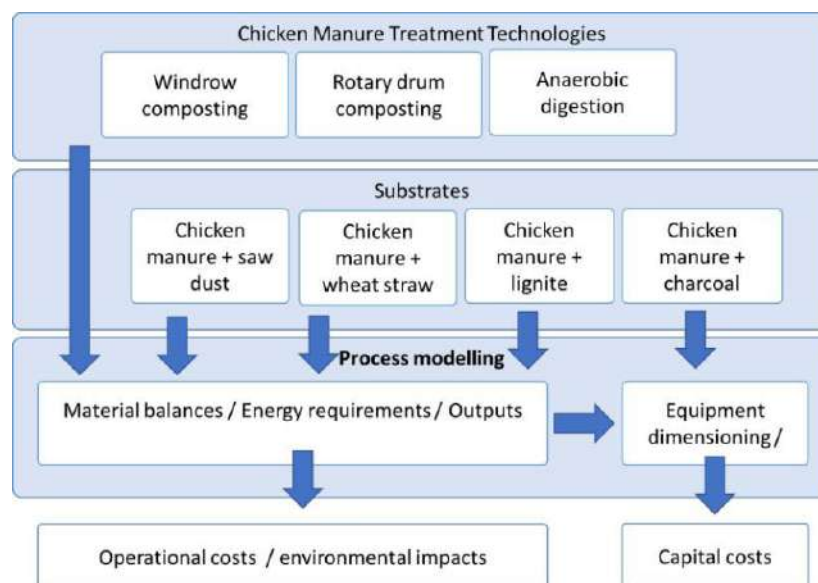 Chicken Manure Treatment Technologies
Windrow
composting
Rotary drum
composting
Anaerobic
digestion
Substrates
Chicken
manure + saw
dust
Chicken
manure +
wheat straw
Chicken
manure +
lignite
Chicken
manure +
charcoal
Process modelling
Material balances / Energy requirements / Outputs
Equipment
dimensioning /
Operational costs / environmental impacts
Capital costs